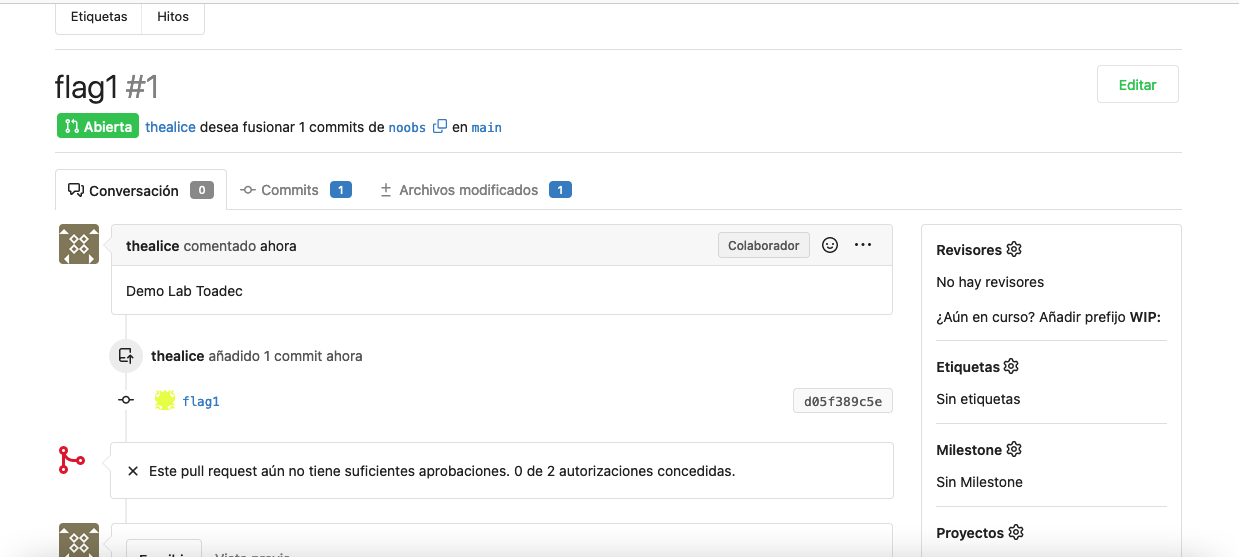 Etiquetas Hitos
flag1 #1
Editar
Abierta thealice desea fusionar 1 commits de noobs en main
Conversación 0 Commits 1 Archivos modificados 1
thealice comentado ahora Colaborador
Demo Lab Toadec
thealice añadido 1 commit ahora
flag1 d05f389c5e
Este pull request aún no tiene suficientes aprobaciones. 0 de 2 autorizaciones concedidas.
Revisores
No hay revisores
¿Aún en curso? Añadir prefijo WIP:
Etiquetas
Sin etiquetas
Milestone
Sin Milestone
Proyectos